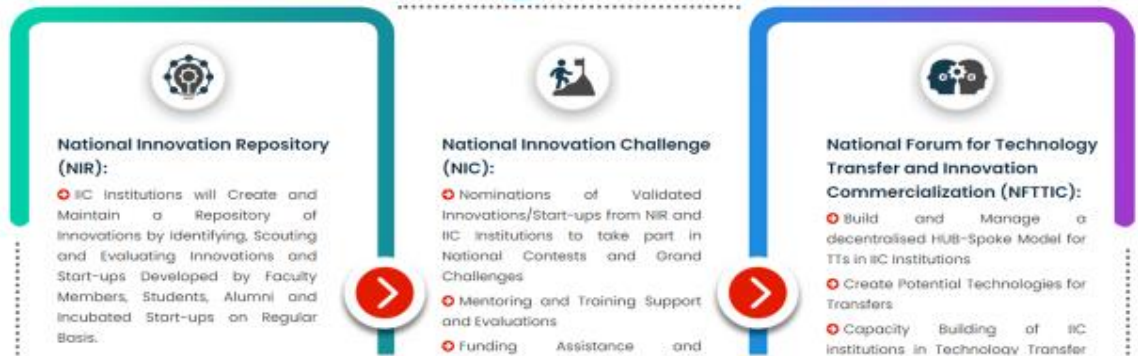 National Innovation Repository
(NIR):
IIC Institutions will Create and
Maintain a Repository of
Innovations by Identifying, Scouting
and Evaluating Innovations and
Start-ups Developed by Faculty
Members, Students, Alumni and
Incubated Start-ups on Regular
Basis.
National Innovation Challenge
(NIC):
Nominations of Validated
Innovations/Start-ups from NIR and
IIC Institutions to take part in
National Contests and Grand
Challenges
Mentoring and Training Support
and Evaluations
Funding Assistance and
National Forum for Technology
Transfer and Innovation
Commercialization (NFTTIC):
Build and Manage a
decentralised HUB-Spoke Model for
TTs in IIC Institutions
Create Potential Technologies for
Transfers
Capacity Building of IIC
institutions in Technology Transfer